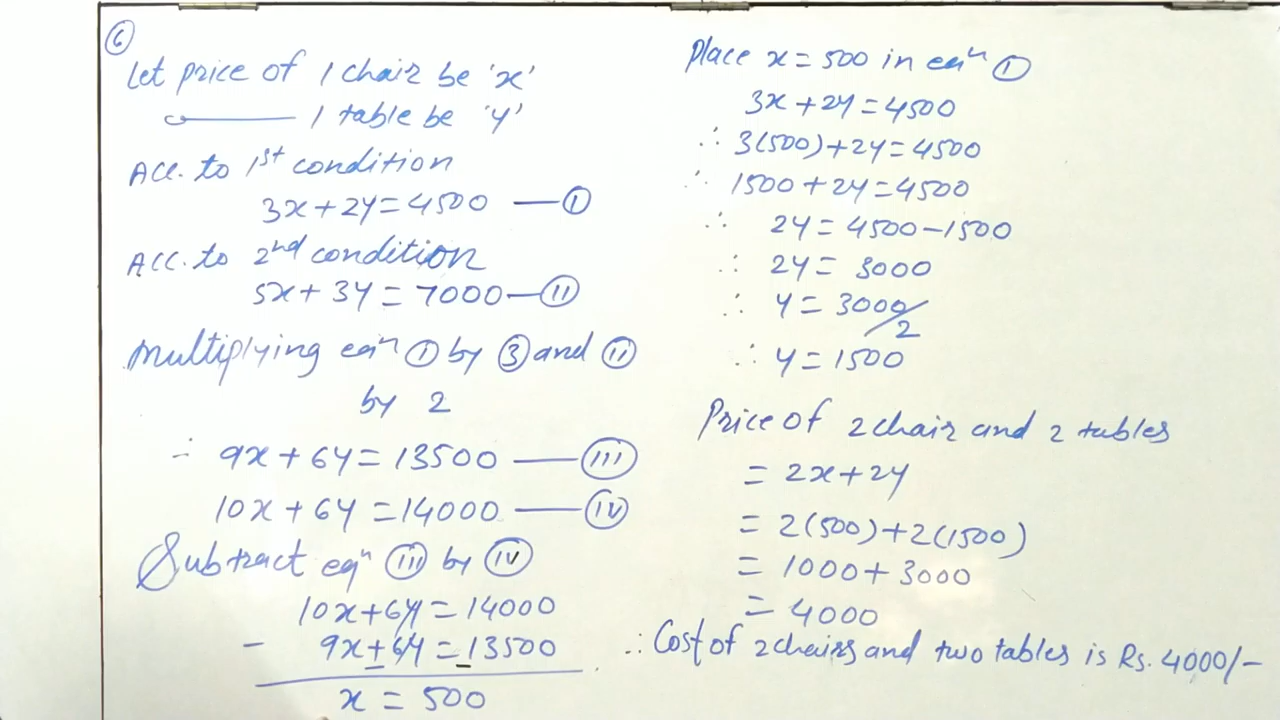 6
Let price of 1 chair be 'x'
1 table be 'y'
Acc. to 1st condition
3x + 2y = 4500 — I
Acc. to 2nd condition
5x + 3y = 7000 — II
multiplying eqn I by 3 and II
by 2
∴ 9x + 6y = 13500 — III
10x + 6y = 14000 — IV
Subtract eqn III by IV
10x + 6y = 14000
- 9x + 6y = 13500
- -
x = 500
Place x = 500 in eqn I
3x + 2y = 4500
∴ 3(500) + 2y = 4500
∴ 1500 + 2y = 4500
∴ 2y = 4500 - 1500
∴ 2y = 3000
∴ y = 3000/2
∴ y = 1500
Price of 2 chair and 2 tables
= 2x + 2y
= 2(500) + 2(1500)
= 1000 + 3000
= 4000
∴ Cost of 2 chairs and two tables is Rs. 4000/-